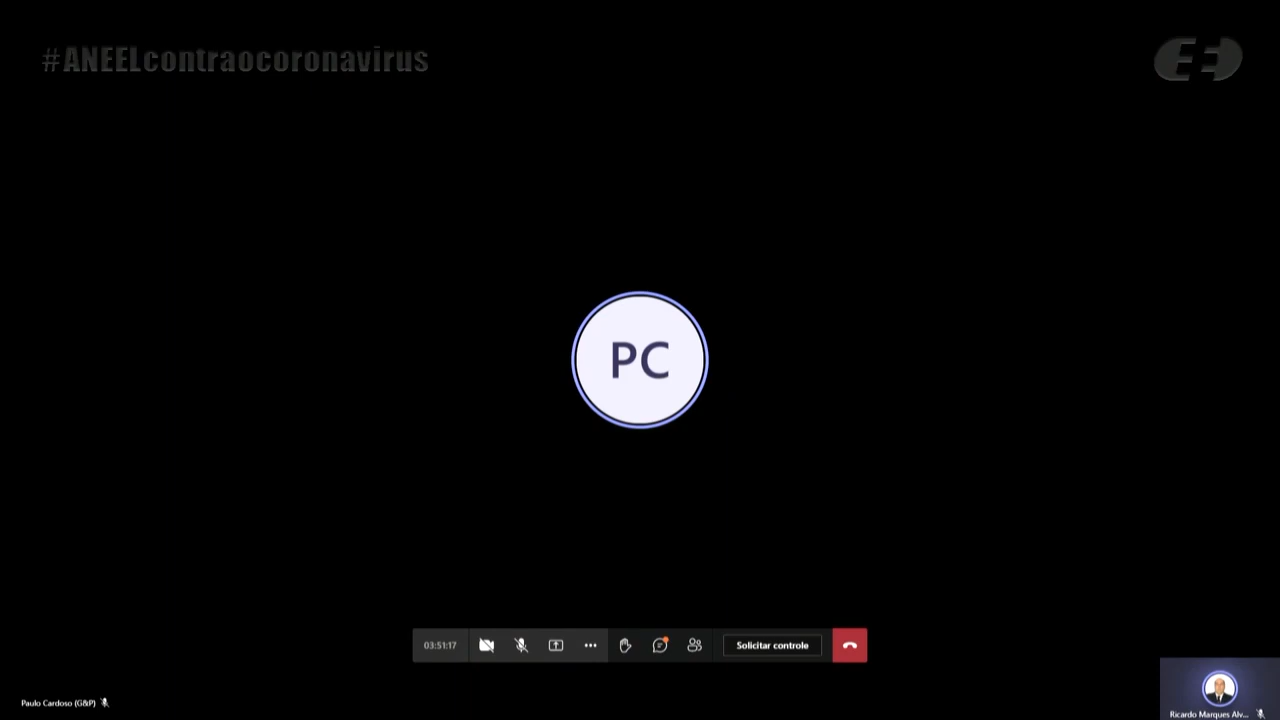 #ANEELcontraocoronavirus
PC
03:51:17
Solicitar controle
Paulo Cardoso (G&P)
Ricardo Marques Alv...